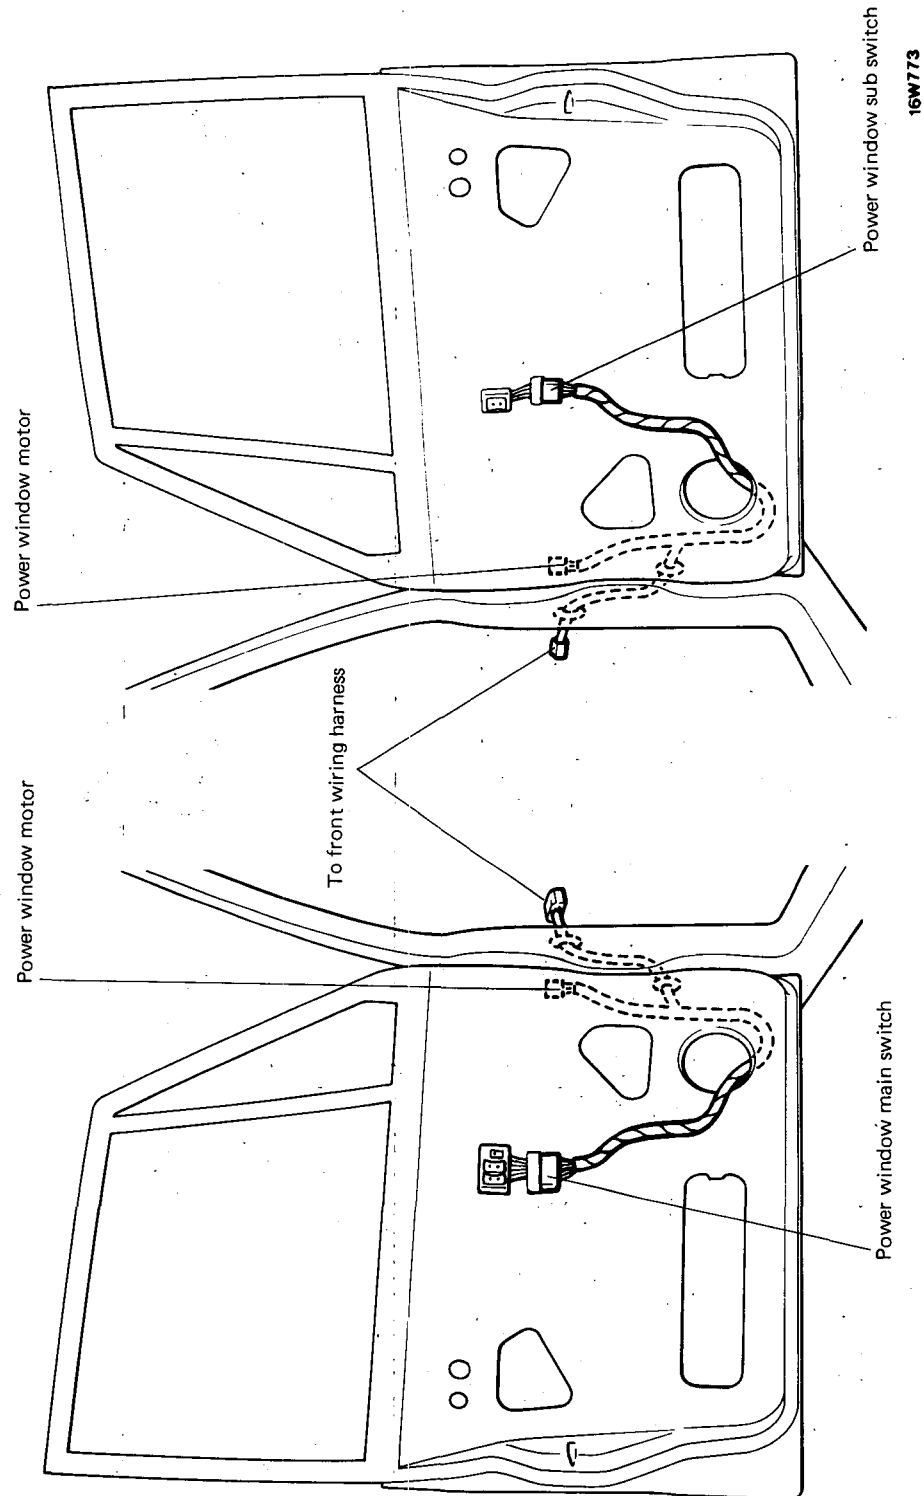 Power window motor
Power window motor
To front wiring harness
Power window main switch
Power window sub switch
16W773